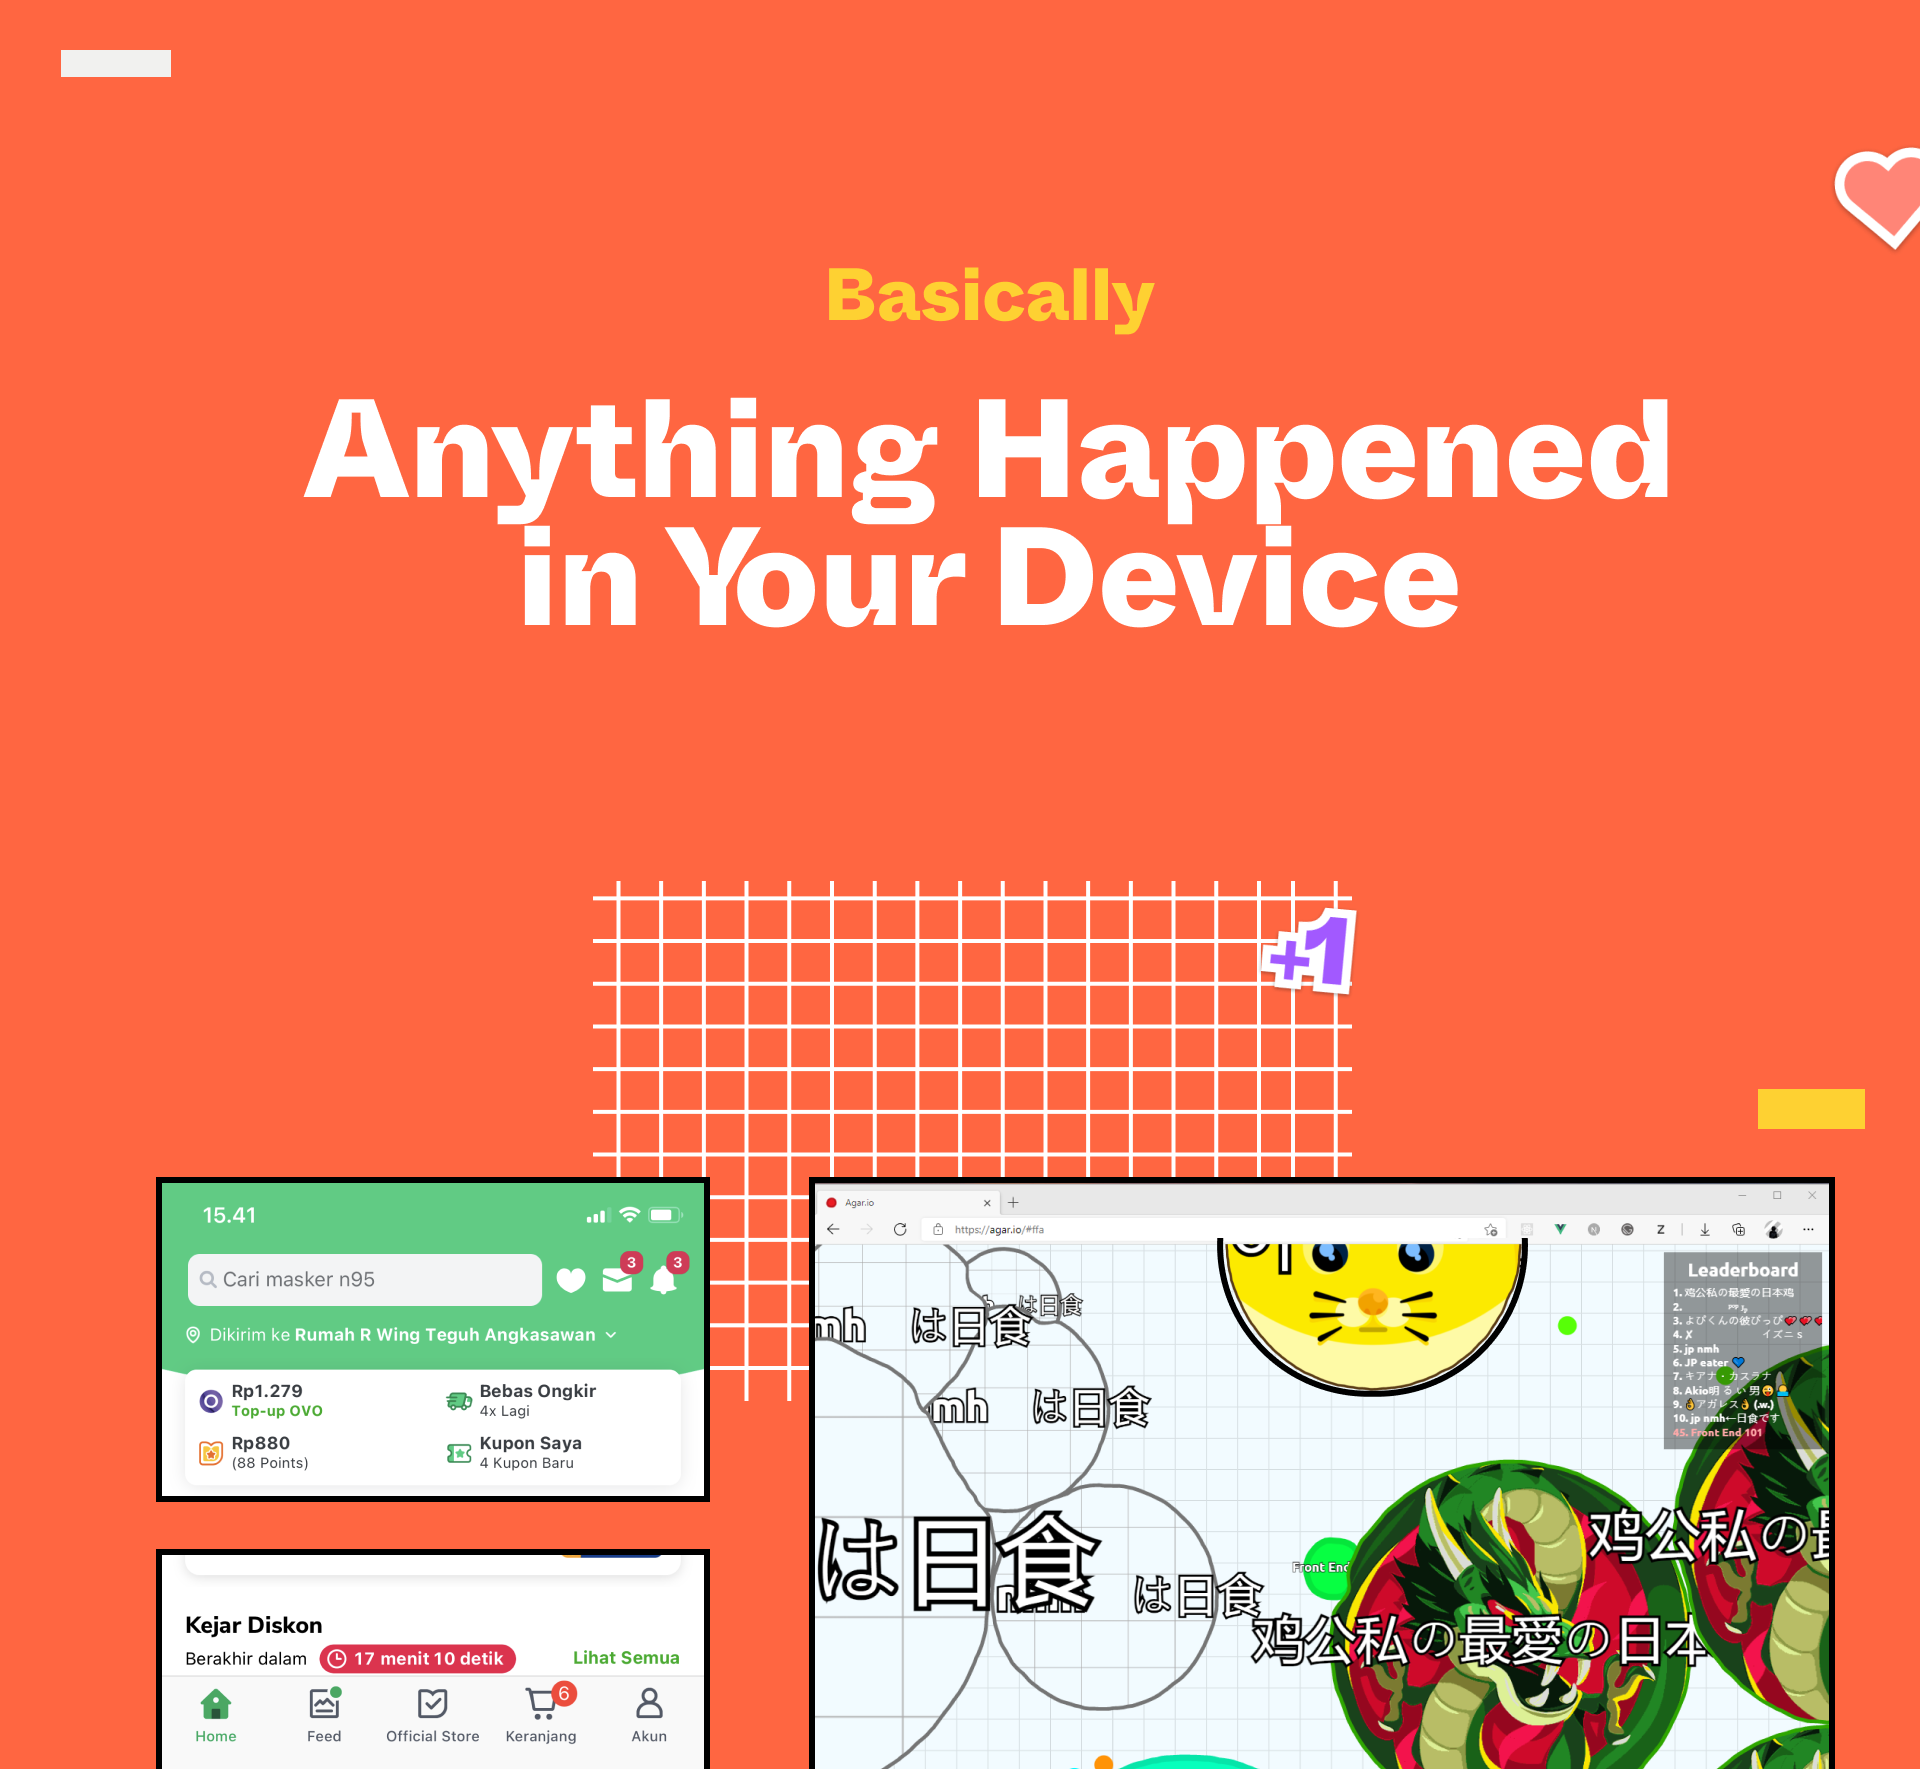 Basically
Anything Happened
in Your Device
+1
15.41
Cari masker n95
3
3
Dikirim ke Rumah R Wing Teguh Angkasawan
Rp1.279
Top-up OVO
Bebas Ongkir
4x Lagi
Rp880
(88 Points)
Kupon Saya
4 Kupon Baru
Kejar Diskon
Berakhir dalam 17 menit 10 detik Lihat Semua
6
Home Feed Official Store Keranjang Akun
Agar.io
https://agar.io/#ffa
Leaderboard
1. 鸡公私の最愛の日本鸡
2.
3. よぴくんの彼ぴっぴ
4. イズニ s
5. jp nmh
6. JP eater
7. キアナ・カスラナ
8. Akio明 る い 男
9. アガレス (.w.)
10. jp nmh←日食です
45. Front End 101
は日食
mh は日食
mh は日食
は日食
は日食
Front End
鸡公私の最
鸡公私の最愛の日本